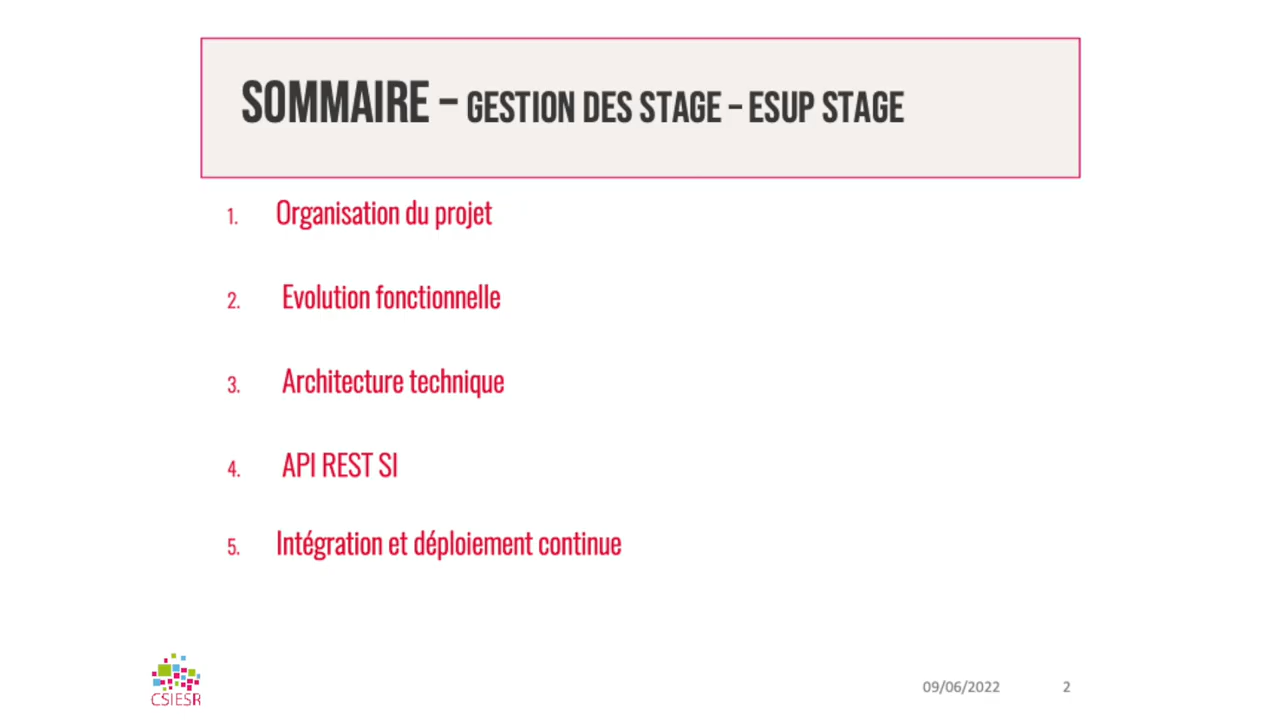 SOMMAIRE – GESTION DES STAGE – ESUP STAGE
1. Organisation du projet
2. Evolution fonctionnelle
3. Architecture technique
4. API REST SI
5. Intégration et déploiement continue
CSIESR
09/06/2022 2